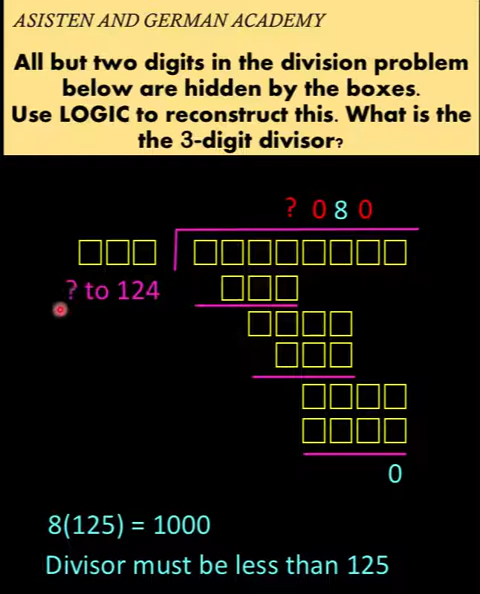 ASISTEN AND GERMAN ACADEMY
All but two digits in the division problem
below are hidden by the boxes.
Use LOGIC to reconstruct this. What is the
the 3-digit divisor?
? 0 8 0
□□□ □□□□□□□□
? to 124 □□□
□□□□
□□□
□□□□
□□□□
0
8(125) = 1000
Divisor must be less than 125